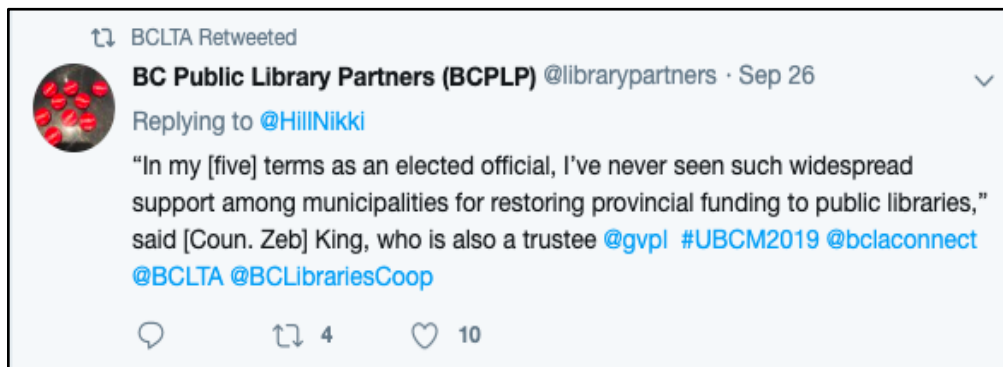 BCLTA Retweeted
BC Public Library Partners (BCPLP) @librarypartners · Sep 26
Replying to @HillNikki
“In my [five] terms as an elected official, I’ve never seen such widespread
support among municipalities for restoring provincial funding to public libraries,”
said [Coun. Zeb] King, who is also a trustee @gvpl #UBCM2019 @bclaconnect
@BCLTA @BCLibrariesCoop
4 10